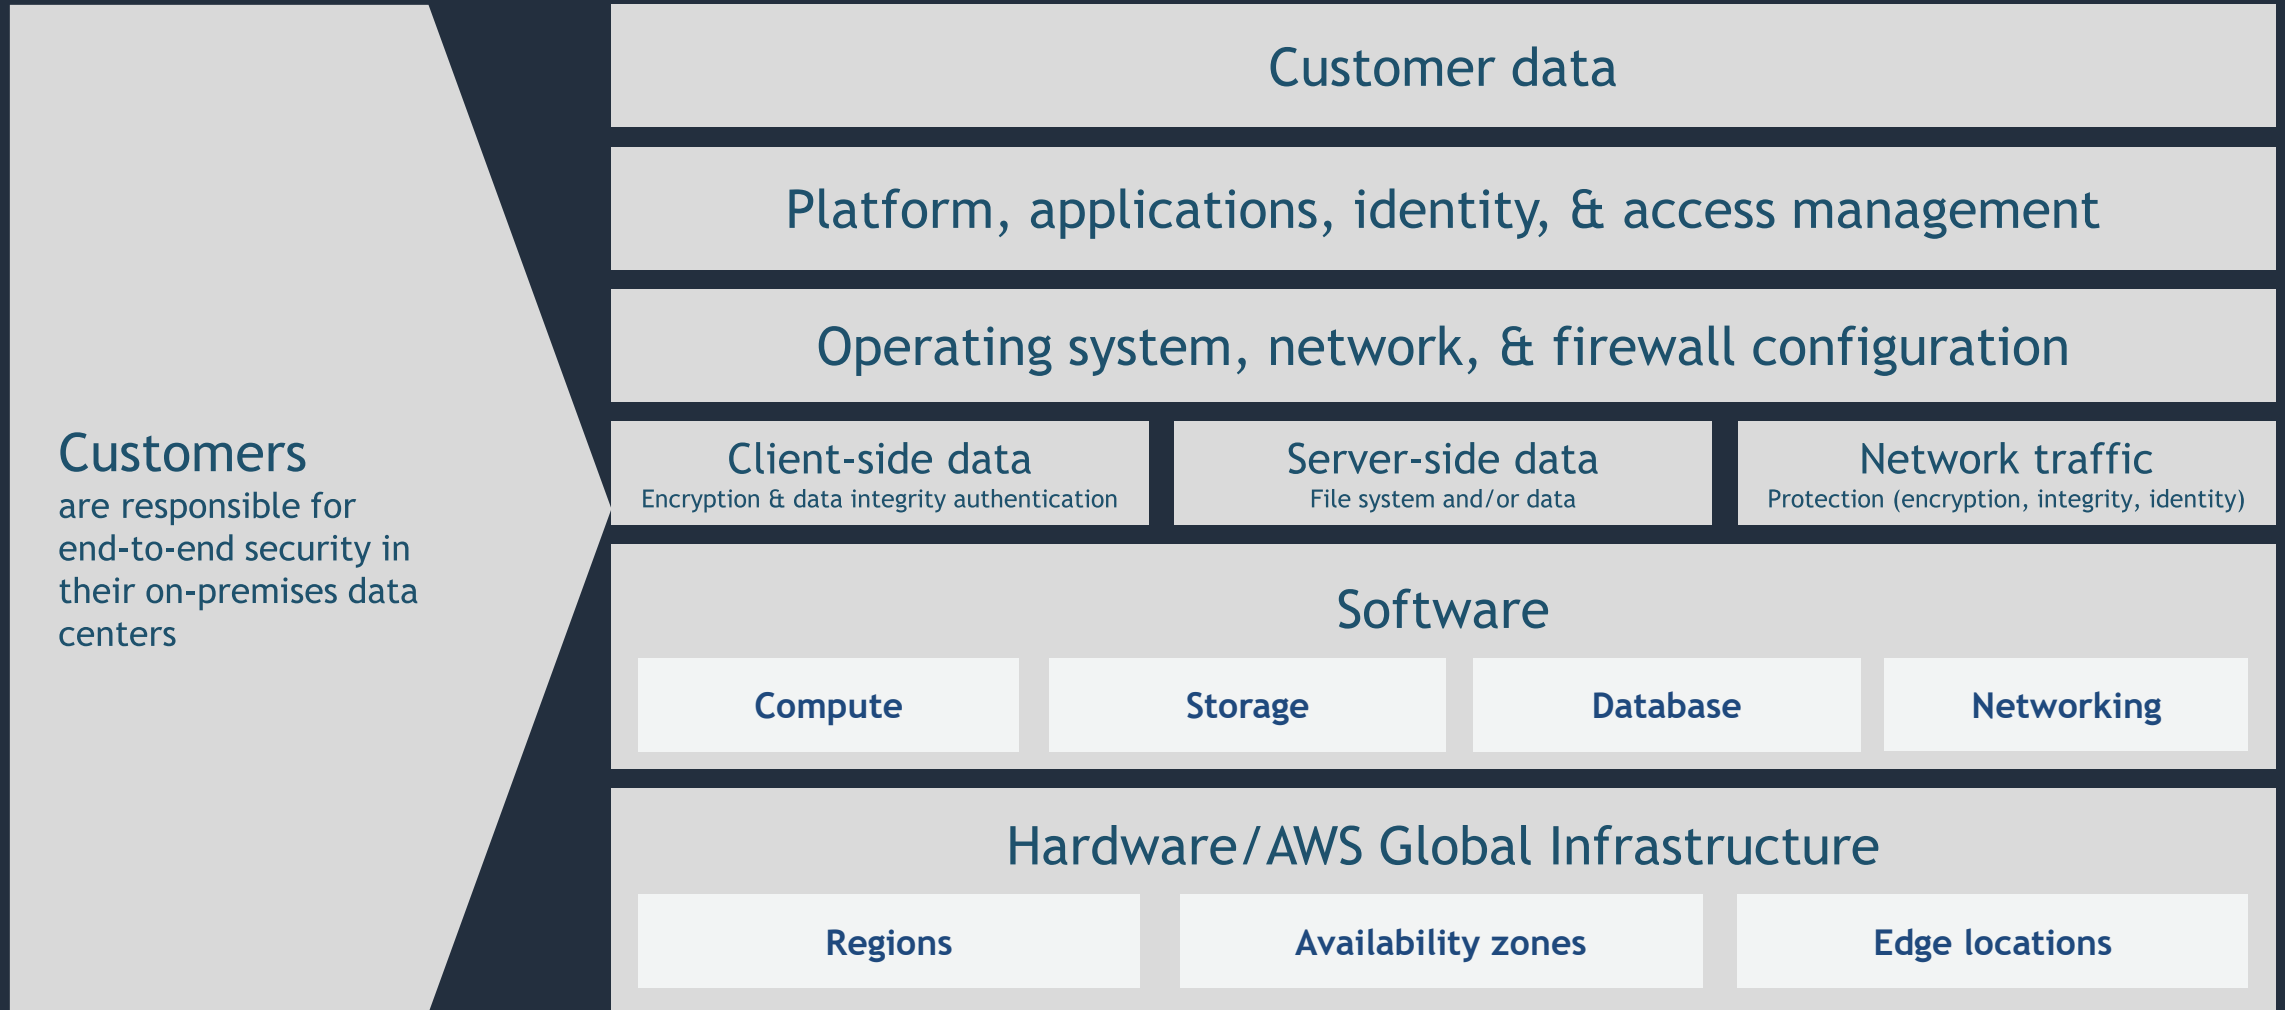 Customers
are responsible for
end-to-end security in
their on-premises data
centers
Customer data
Platform, applications, identity, & access management
Operating system, network, & firewall configuration
Client-side data
Encryption & data integrity authentication
Server-side data
File system and/or data
Network traffic
Protection (encryption, integrity, identity)
Software
Compute
Storage
Database
Networking
Hardware/AWS Global Infrastructure
Regions
Availability zones
Edge locations